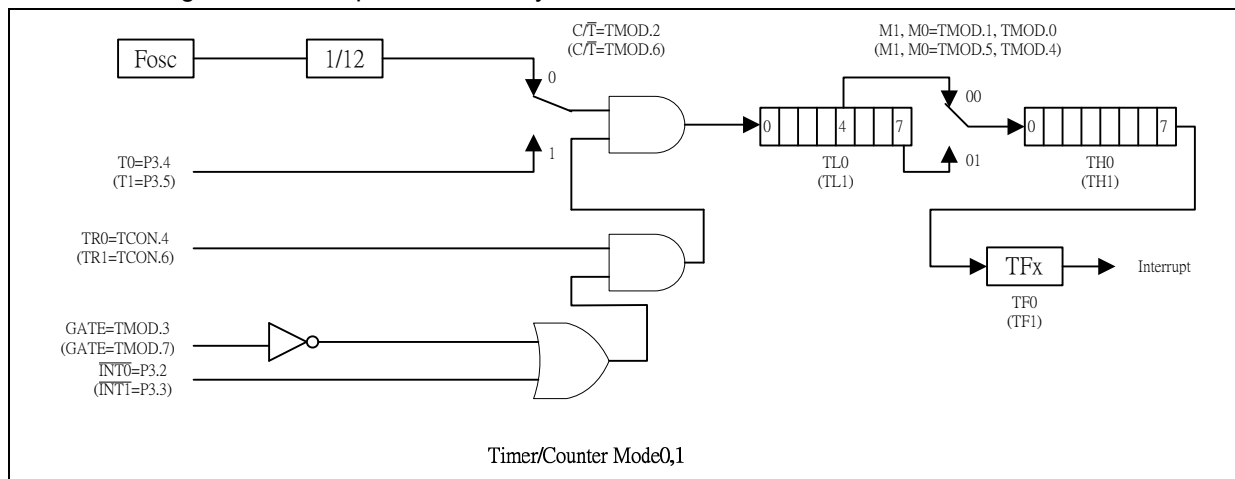 C/T̅=TMOD.2
(C/T̅=TMOD.6)
M1, M0=TMOD.1, TMOD.0
(M1, M0=TMOD.5, TMOD.4)
Fosc
1/12
0
1
T0=P3.4
(T1=P3.5)
0 4 7
TL0
(TL1)
00
01
0 7
TH0
(TH1)
TR0=TCON.4
(TR1=TCON.6)
TFx
Interrupt
TF0
(TF1)
GATE=TMOD.3
(GATE=TMOD.7)
I̅N̅T̅0̅=P3.2
(I̅N̅T̅1̅=P3.3)
Timer/Counter Mode0,1